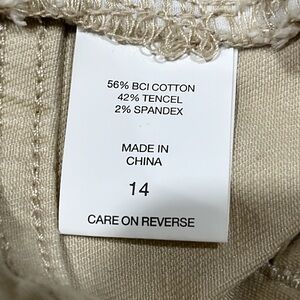 56% BCI COTTON
42% TENCEL
2% SPANDEX
MADE IN
CHINA
14
CARE ON REVERSE